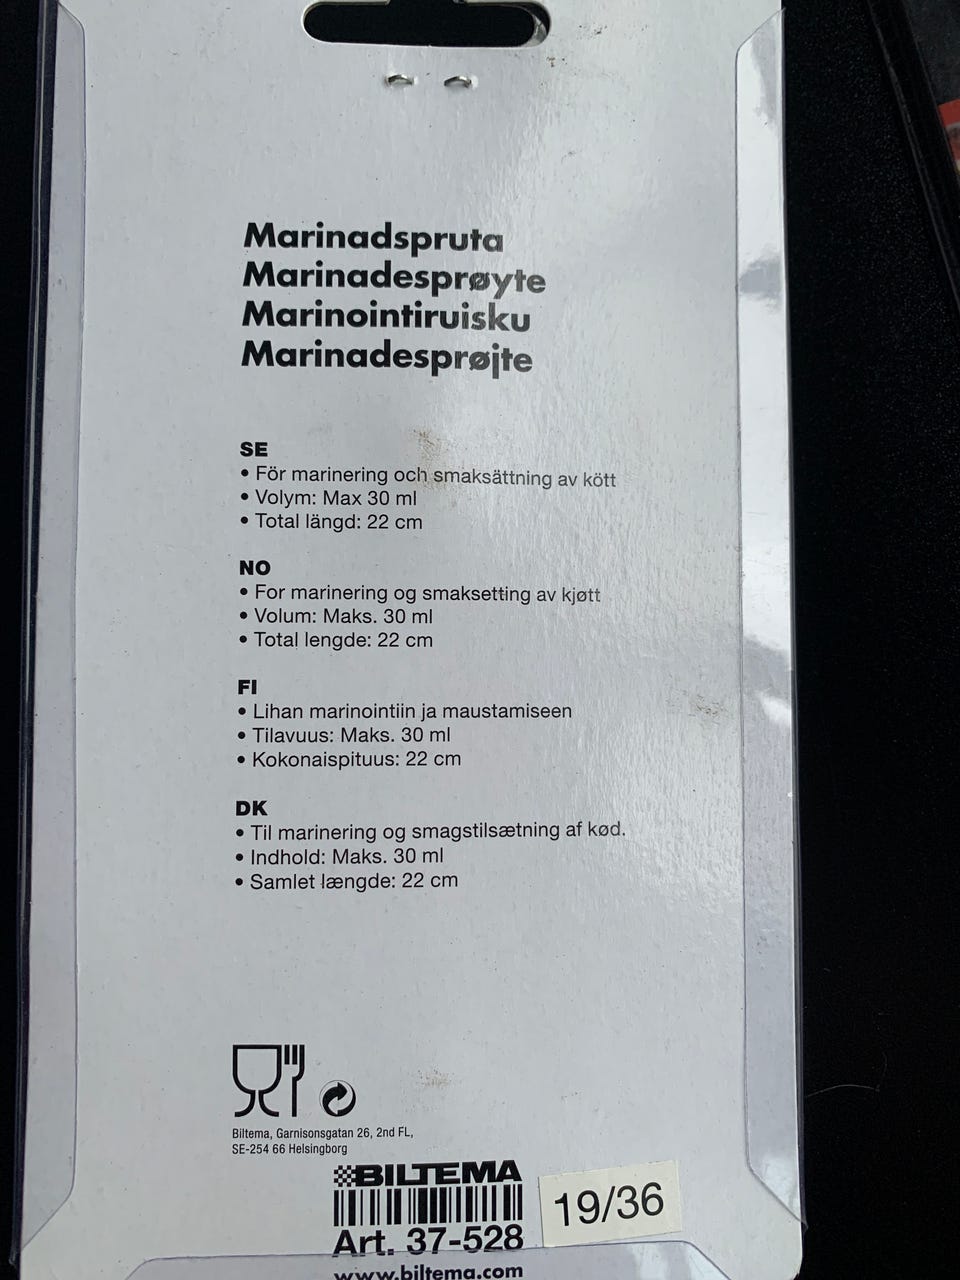 Marinadspruta
Marinadesprøyte
Marinointiruisku
Marinadesprøjte
SE
• För marinering och smaksättning av kött
• Volym: Max 30 ml
• Total längd: 22 cm
NO
• For marinering og smaksetting av kjøtt
• Volum: Maks. 30 ml
• Total lengde: 22 cm
FI
• Lihan marinointiin ja maustamiseen
• Tilavuus: Maks. 30 ml
• Kokonaispituus: 22 cm
DK
• Til marinering og smagstilsætning af kød.
• Indhold: Maks. 30 ml
• Samlet længde: 22 cm
Biltema, Garnisonsgatan 26, 2nd FL,
SE-254 66 Helsingborg
BILTEMA
19/36
Art. 37-528
www.biltema.com